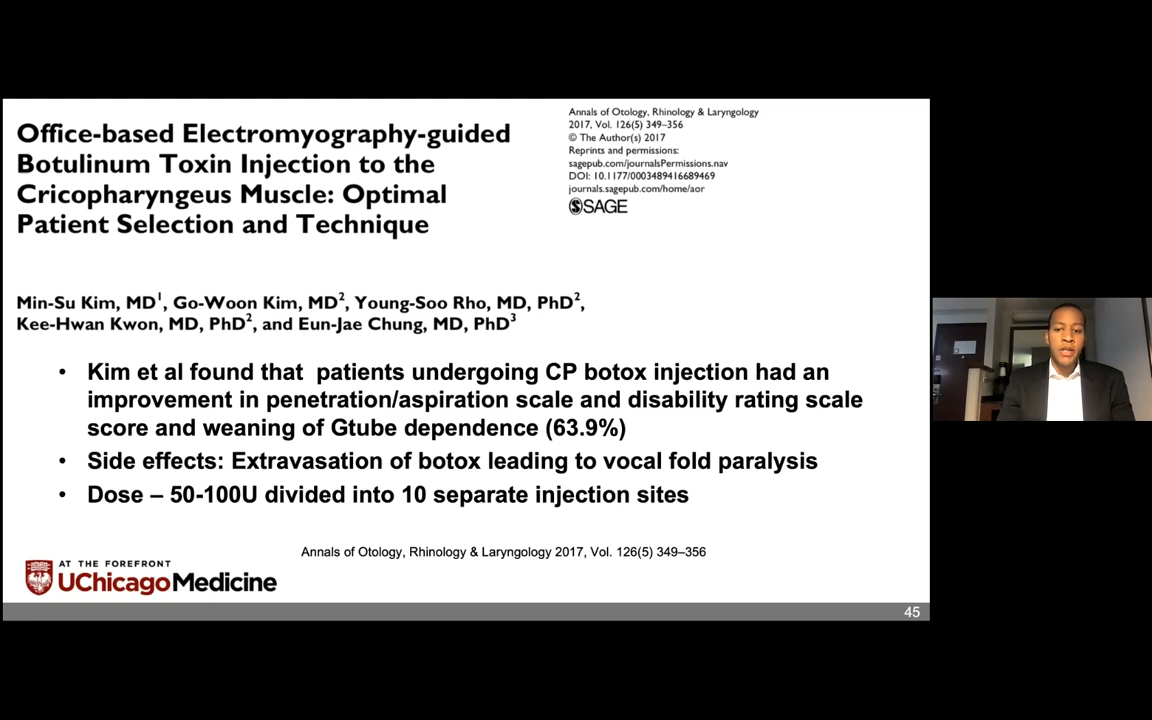 Office-based Electromyography-guided
Botulinum Toxin Injection to the
Cricopharyngeus Muscle: Optimal
Patient Selection and Technique
Annals of Otology, Rhinology & Laryngology
2017, Vol. 126(5) 349–356
© The Author(s) 2017
Reprints and permissions:
sagepub.com/journalsPermissions.nav
DOI: 10.1177/0003489416689469
journals.sagepub.com/home/aor
SAGE
Min-Su Kim, MD1, Go-Woon Kim, MD2, Young-Soo Rho, MD, PhD2,
Kee-Hwan Kwon, MD, PhD2, and Eun-Jae Chung, MD, PhD3
• Kim et al found that patients undergoing CP botox injection had an
improvement in penetration/aspiration scale and disability rating scale
score and weaning of Gtube dependence (63.9%)
• Side effects: Extravasation of botox leading to vocal fold paralysis
• Dose – 50-100U divided into 10 separate injection sites
Annals of Otology, Rhinology & Laryngology 2017, Vol. 126(5) 349–356
AT THE FOREFRONT
UChicagoMedicine
45